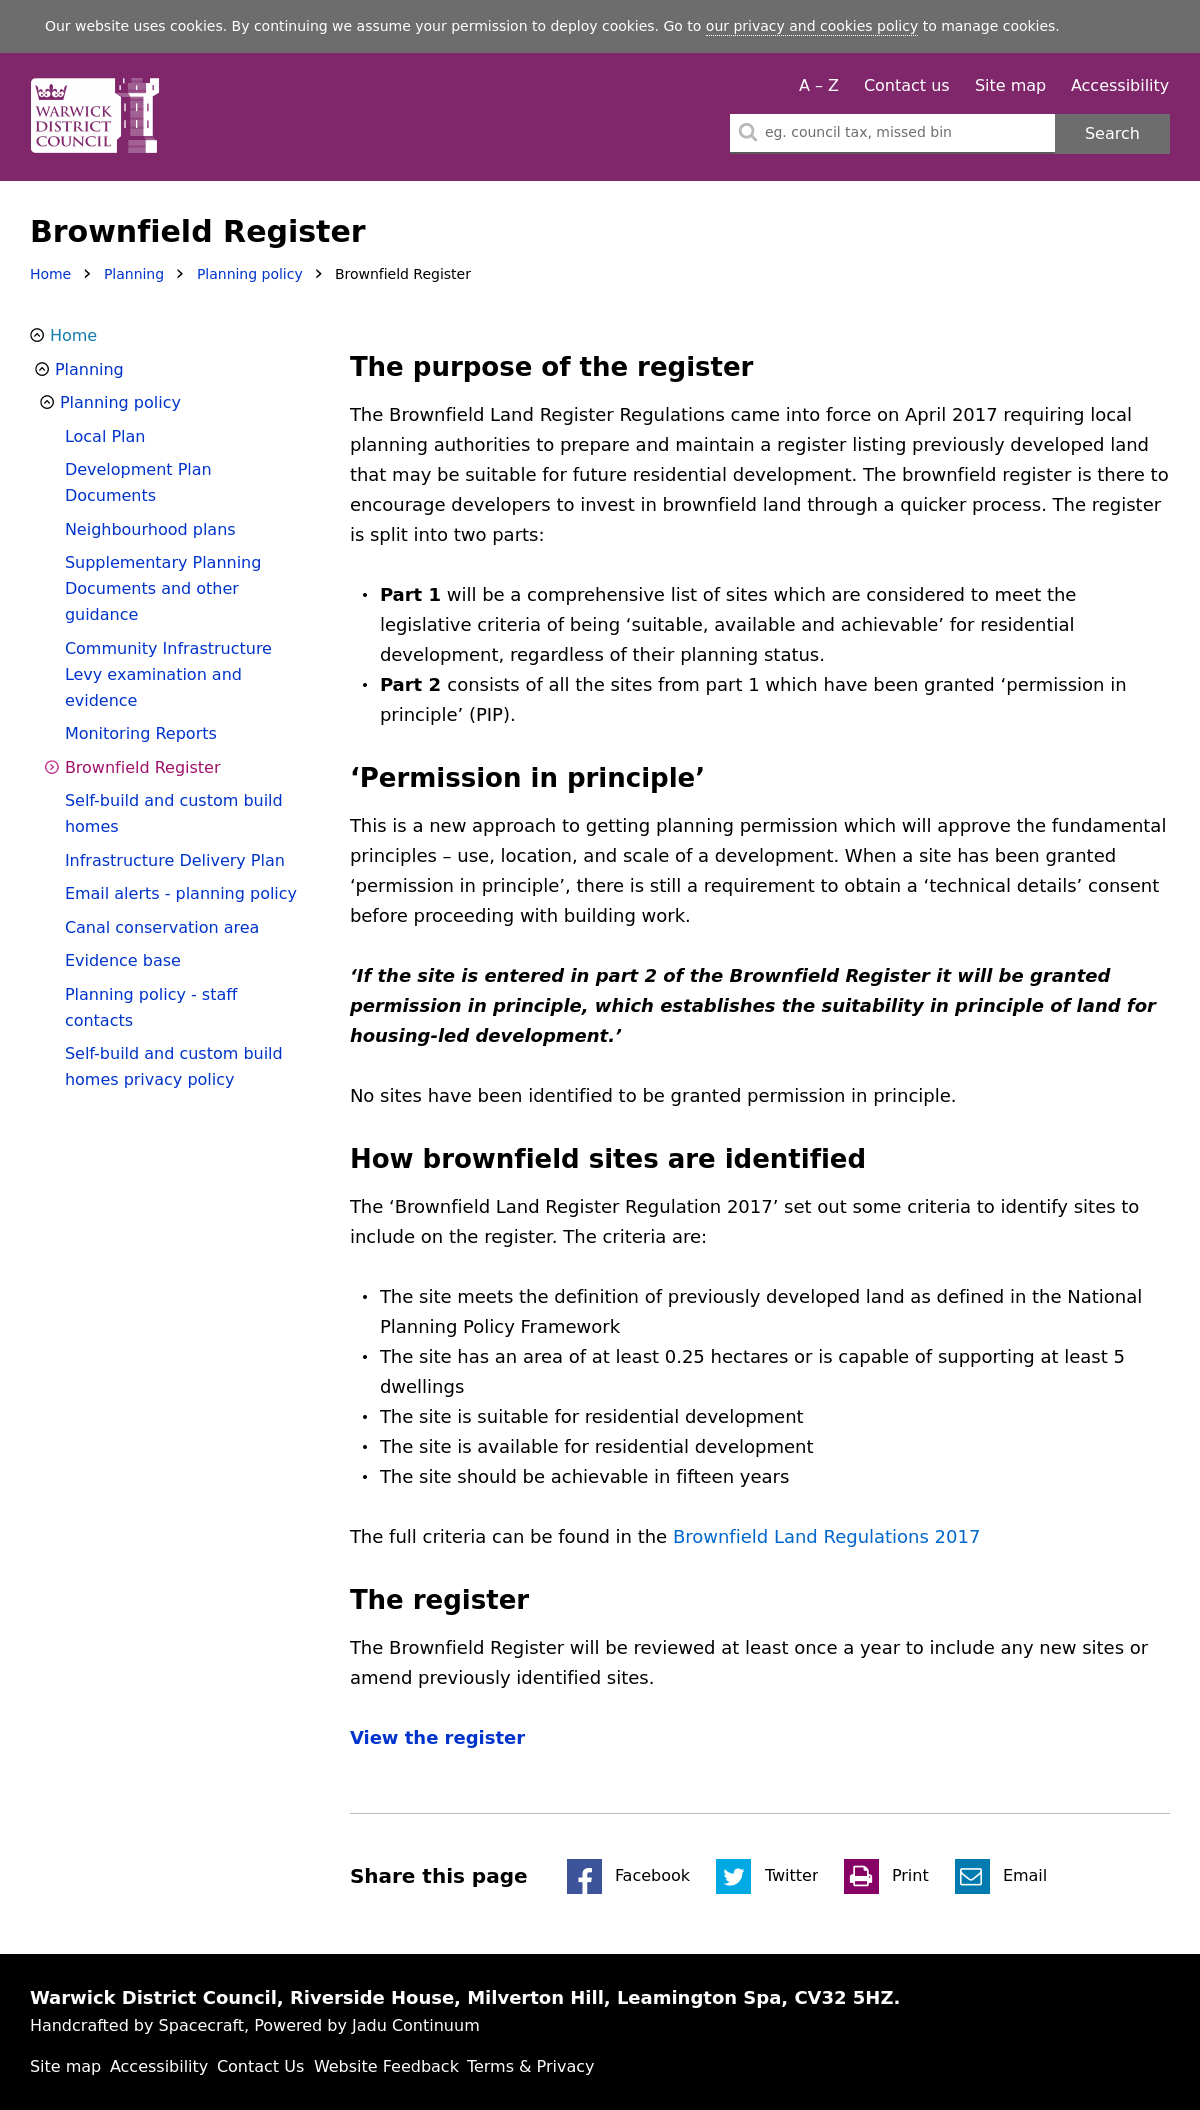 Our website uses cookies. By continuing we assume your permission to deploy cookies. Go to our privacy and cookies policy to manage cookies.
WARWICK
DISTRICT
COUNCIL
A – Z Contact us Site map Accessibility
eg. council tax, missed bin Search
Brownfield Register
Home Planning Planning policy Brownfield Register
Home
Planning
Planning policy
Local Plan
Development Plan
Documents
Neighbourhood plans
Supplementary Planning
Documents and other
guidance
Community Infrastructure
Levy examination and
evidence
Monitoring Reports
Brownfield Register
Self-build and custom build
homes
Infrastructure Delivery Plan
Email alerts - planning policy
Canal conservation area
Evidence base
Planning policy - staff
contacts
Self-build and custom build
homes privacy policy
The purpose of the register
The Brownfield Land Register Regulations came into force on April 2017 requiring local
planning authorities to prepare and maintain a register listing previously developed land
that may be suitable for future residential development. The brownfield register is there to
encourage developers to invest in brownfield land through a quicker process. The register
is split into two parts:
• Part 1 will be a comprehensive list of sites which are considered to meet the
legislative criteria of being ‘suitable, available and achievable’ for residential
development, regardless of their planning status.
• Part 2 consists of all the sites from part 1 which have been granted ‘permission in
principle’ (PIP).
‘Permission in principle’
This is a new approach to getting planning permission which will approve the fundamental
principles – use, location, and scale of a development. When a site has been granted
‘permission in principle’, there is still a requirement to obtain a ‘technical details’ consent
before proceeding with building work.
‘If the site is entered in part 2 of the Brownfield Register it will be granted
permission in principle, which establishes the suitability in principle of land for
housing-led development.’
No sites have been identified to be granted permission in principle.
How brownfield sites are identified
The ‘Brownfield Land Register Regulation 2017’ set out some criteria to identify sites to
include on the register. The criteria are:
• The site meets the definition of previously developed land as defined in the National
Planning Policy Framework
• The site has an area of at least 0.25 hectares or is capable of supporting at least 5
dwellings
• The site is suitable for residential development
• The site is available for residential development
• The site should be achievable in fifteen years
The full criteria can be found in the Brownfield Land Regulations 2017
The register
The Brownfield Register will be reviewed at least once a year to include any new sites or
amend previously identified sites.
View the register
Share this page Facebook Twitter Print Email
Warwick District Council, Riverside House, Milverton Hill, Leamington Spa, CV32 5HZ.
Handcrafted by Spacecraft, Powered by Jadu Continuum
Site map Accessibility Contact Us Website Feedback Terms & Privacy